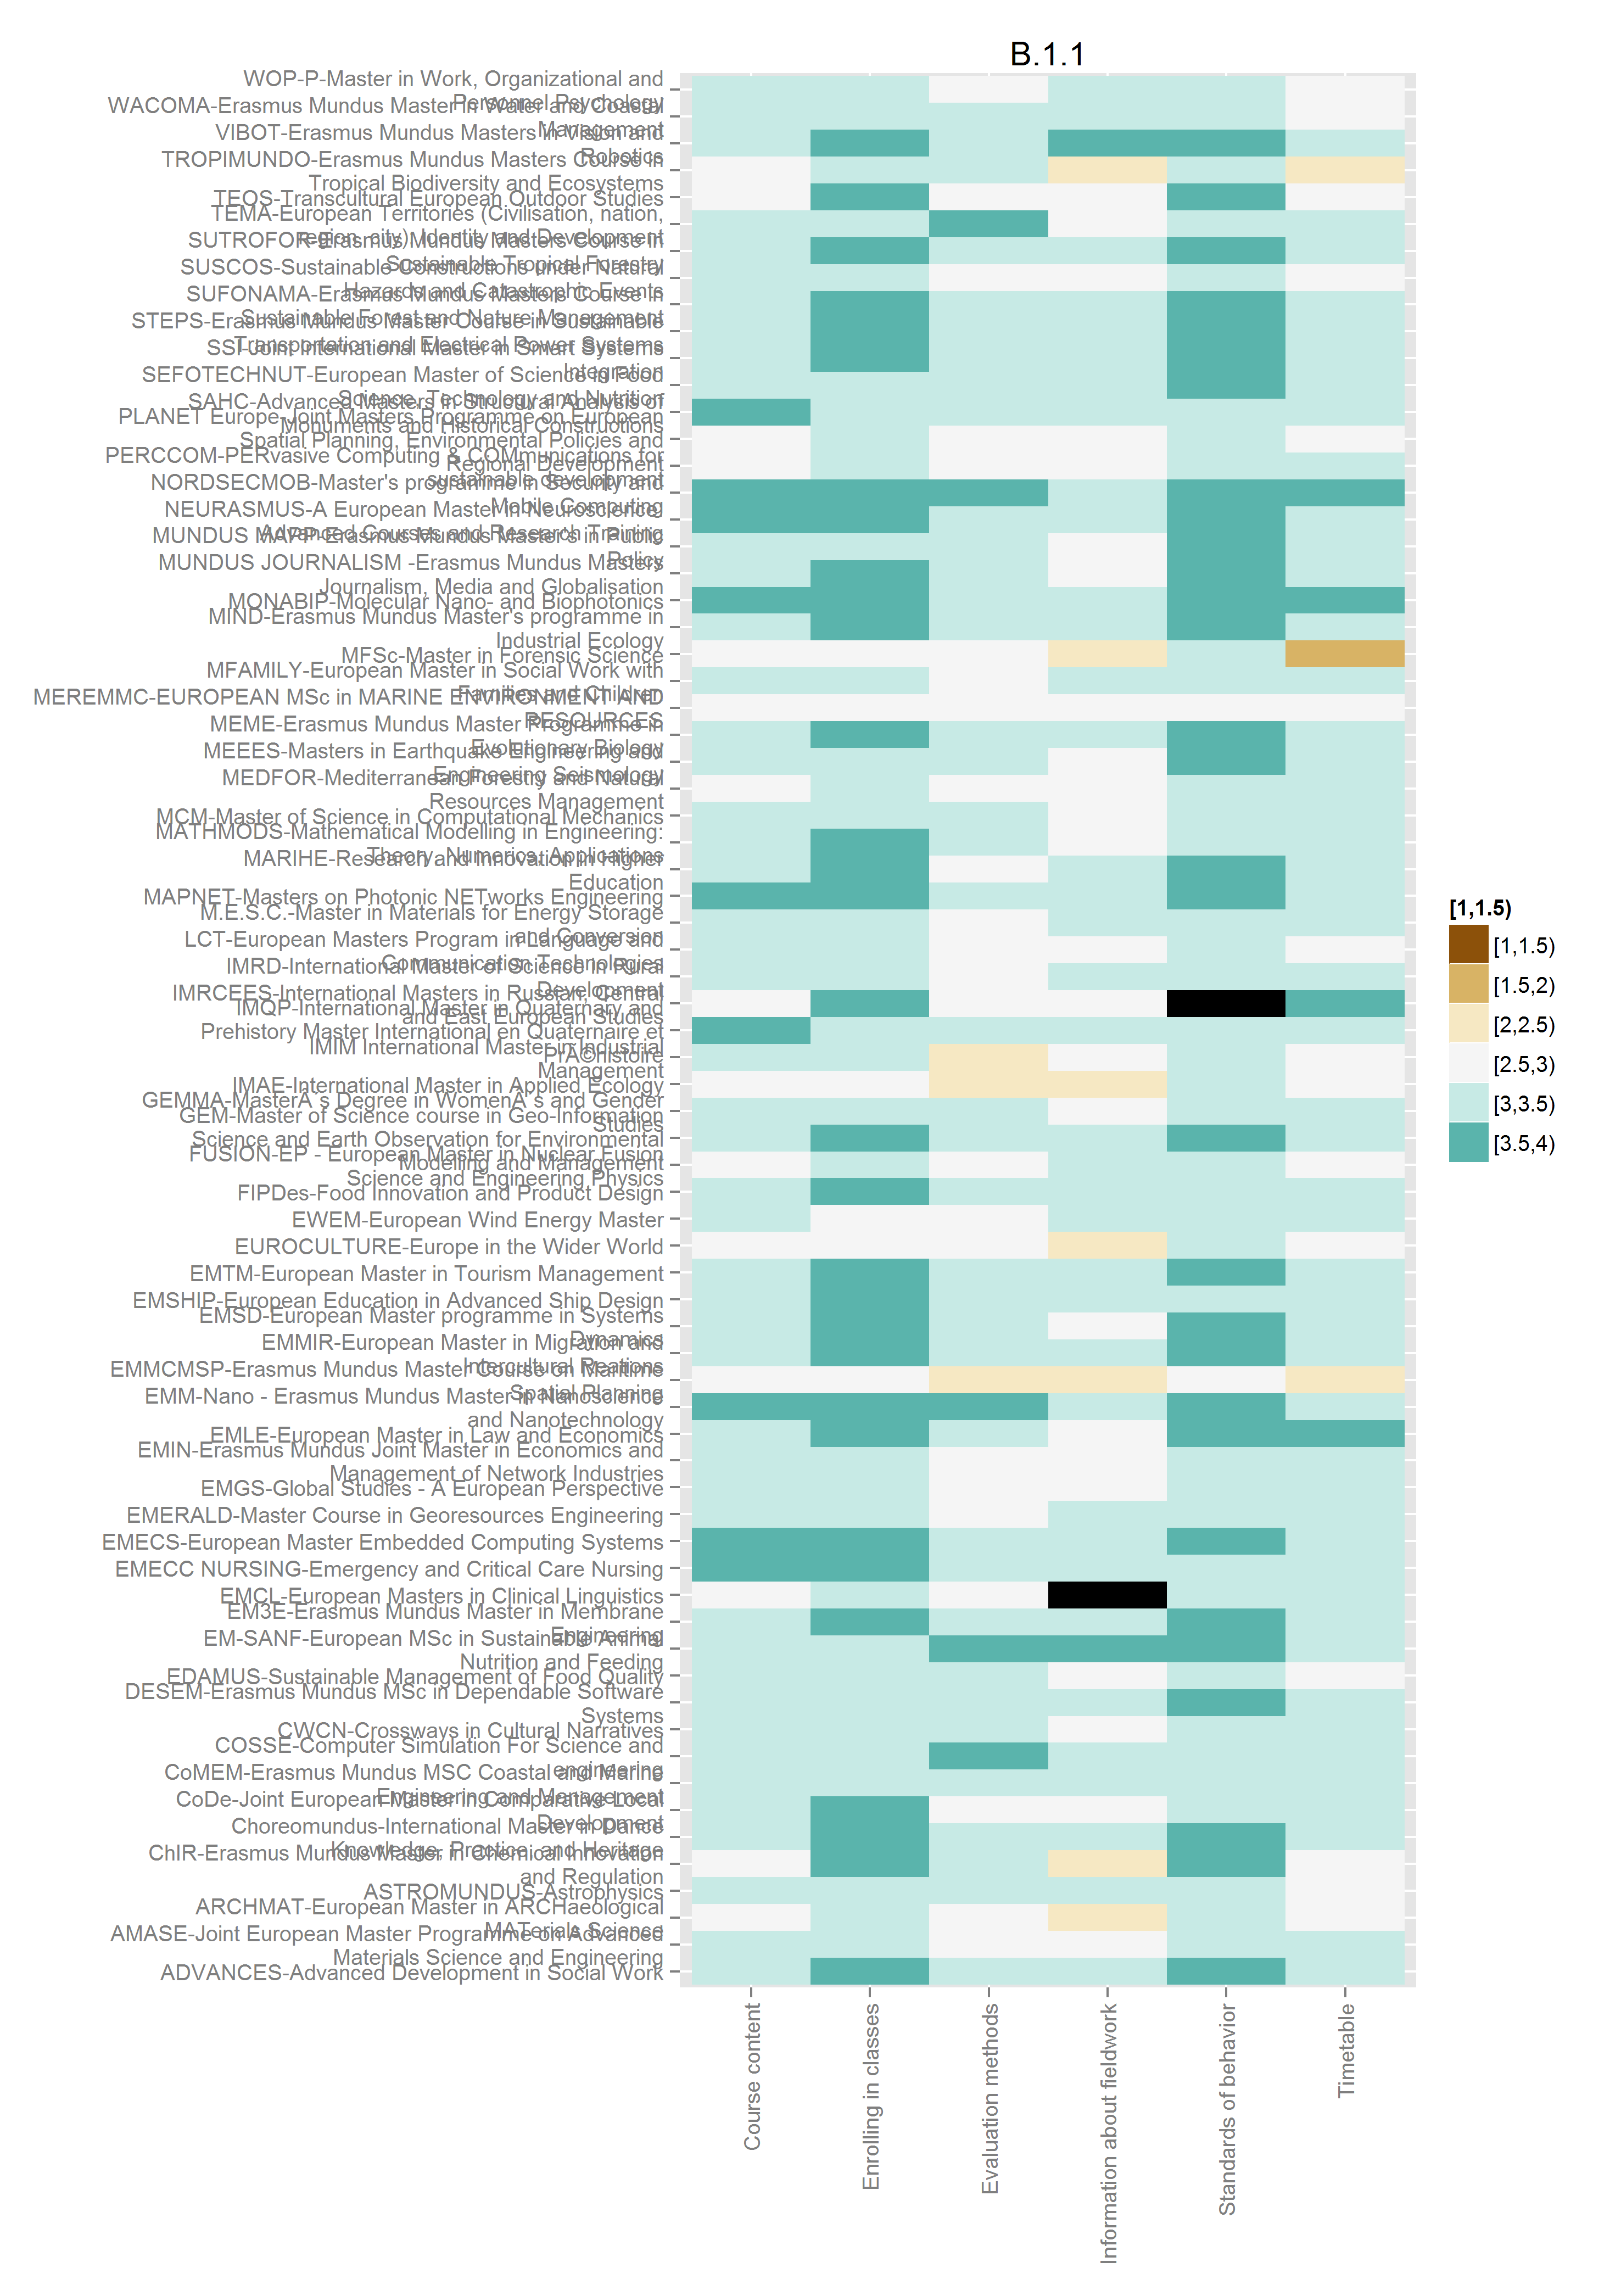 B.1.1
WOP-P-Master in Work, Organizational and
Personnel Psychology
WACOMA-Erasmus Mundus Master in Water and Coastal
Management
VIBOT-Erasmus Mundus Masters in Vision and
Robotics
TROPIMUNDO-Erasmus Mundus Masters Course in
Tropical Biodiversity and Ecosystems
TEOS-Transcultural European Outdoor Studies
TEMA-European Territories (Civilisation, nation,
region, city): Identity and Development
SUTROFOR-Erasmus Mundus Masters Course in
Sustainable Tropical Forestry
SUSCOS-Sustainable Constructions under Natural
Hazards and Catastrophic Events
SUFONAMA-Erasmus Mundus Masters Course in
Sustainable Forest and Nature Management
STEPS-Erasmus Mundus Master Course in Sustainable
Transportation and Electrical Power Systems
SSI-Joint International Master in Smart Systems
Integration
SEFOTECHNUT-European Master of Science in Food
Science, Technology and Nutrition
SAHC-Advanced Masters in Structural Analysis of
Monuments and Historical Constructions
PLANET Europe-Joint Masters Programme on European
Spatial Planning, Environmental Policies and
Regional Development
PERCCOM-PERvasive Computing & COMmunications for
sustainable development
NORDSECMOB-Master's programme in Security and
Mobile Computing
NEURASMUS-A European Master in Neuroscience:
Advanced Courses and Research Training
MUNDUS MAPP-Erasmus Mundus Master's in Public
Policy
MUNDUS JOURNALISM -Erasmus Mundus Masters
Journalism, Media and Globalisation
MONABIP-Molecular Nano- and Biophotonics
MIND-Erasmus Mundus Master's programme in
Industrial Ecology
MFSc-Master in Forensic Science
MFAMILY-European Master in Social Work with
Families and Children
MEREMMC-EUROPEAN MSc in MARINE ENVIRONMENT AND
RESOURCES
MEME-Erasmus Mundus Master Programme in
Evolutionary Biology
MEEES-Masters in Earthquake Engineering and
Engineering Seismology
MEDFOR-Mediterranean Forestry and Natural
Resources Management
MCM-Master of Science in Computational Mechanics
MATHMODS-Mathematical Modelling in Engineering:
Theory, Numerics, Applications
MARIHE-Research and Innovation in Higher
Education
MAPNET-Masters on Photonic NETworks Engineering
M.E.S.C.-Master in Materials for Energy Storage
and Conversion
LCT-European Masters Program in Language and
Communication Technologies
IMRD-International Master of Science in Rural
Development
IMRCEES-International Masters in Russian, Central
and East European Studies
IMQP-International Master in Quaternary and
Prehistory Master International en Quaternaire et
PrÃ©histoire
IMIM International Master in Industrial
Management
IMAE-International Master in Applied Ecology
GEMMA-MasterÂ´s Degree in WomenÂ´s and Gender
Studies
GEM-Master of Science course in Geo-Information
Science and Earth Observation for Environmental
Modelling and Management
FUSION-EP - European Master in Nuclear Fusion
Science and Engineering Physics
FIPDes-Food Innovation and Product Design
EWEM-European Wind Energy Master
EUROCULTURE-Europe in the Wider World
EMTM-European Master in Tourism Management
EMSHIP-European Education in Advanced Ship Design
EMSD-European Master programme in Systems
Dynamics
EMMIR-European Master in Migration and
Intercultural Reations
EMMCMSP-Erasmus Mundus Master Course on Maritime
Spatial Planning
EMM-Nano - Erasmus Mundus Master in Nanoscience
and Nanotechnology
EMLE-European Master in Law and Economics
EMIN-Erasmus Mundus Joint Master in Economics and
Management of Network Industries
EMGS-Global Studies - A European Perspective
EMERALD-Master Course in Georesources Engineering
EMECS-European Master Embedded Computing Systems
EMECC NURSING-Emergency and Critical Care Nursing
EMCL-European Masters in Clinical Linguistics
EM3E-Erasmus Mundus Master in Membrane
Engineering
EM-SANF-European MSc in Sustainable Animal
Nutrition and Feeding
EDAMUS-Sustainable Management of Food Quality
DESEM-Erasmus Mundus MSc in Dependable Software
Systems
CWCN-Crossways in Cultural Narratives
COSSE-Computer Simulation For Science and
engineering
CoMEM-Erasmus Mundus MSC Coastal and Marine
Engineering and Management
CoDe-Joint European Master in Comparative Local
Development
Choreomundus-International Master in Dance
Knowledge, Practice, and Heritage
ChIR-Erasmus Mundus Master in Chemical Innovation
and Regulation
ASTROMUNDUS-Astrophysics
ARCHMAT-European Master in ARCHaeological
MATerials Science
AMASE-Joint European Master Programme on Advanced
Materials Science and Engineering
ADVANCES-Advanced Development in Social Work
Course content
Enrolling in classes
Evaluation methods
Information about fieldwork
Standards of behavior
Timetable
[1,1.5)
[1,1.5)
[1.5,2)
[2,2.5)
[2.5,3)
[3,3.5)
[3.5,4)